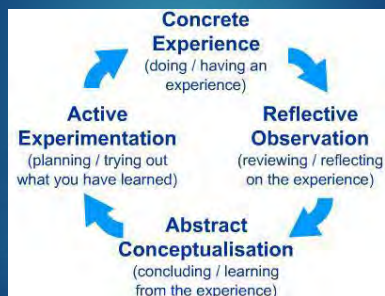 Concrete
Experience
(doing / having an
experience)
Reflective
Observation
(reviewing / reflecting
on the experience)
Abstract
Conceptualisation
(concluding / learning
from the experience)
Active
Experimentation
(planning / trying out
what you have learned)